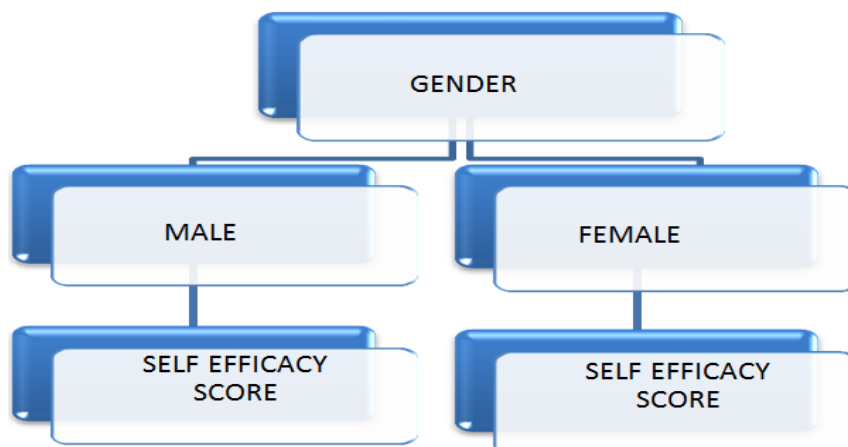 GENDER
MALE
FEMALE
SELF EFFICACY
SCORE
SELF EFFICACY
SCORE